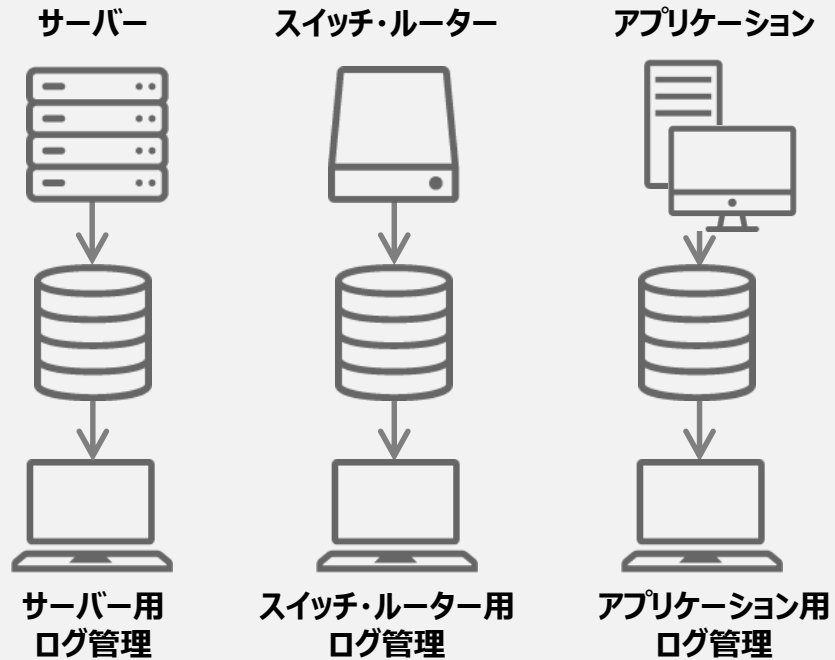 サーバー
スイッチ・ルーター
アプリケーション
サーバー用
ログ管理
スイッチ・ルーター用
ログ管理
アプリケーション用
ログ管理